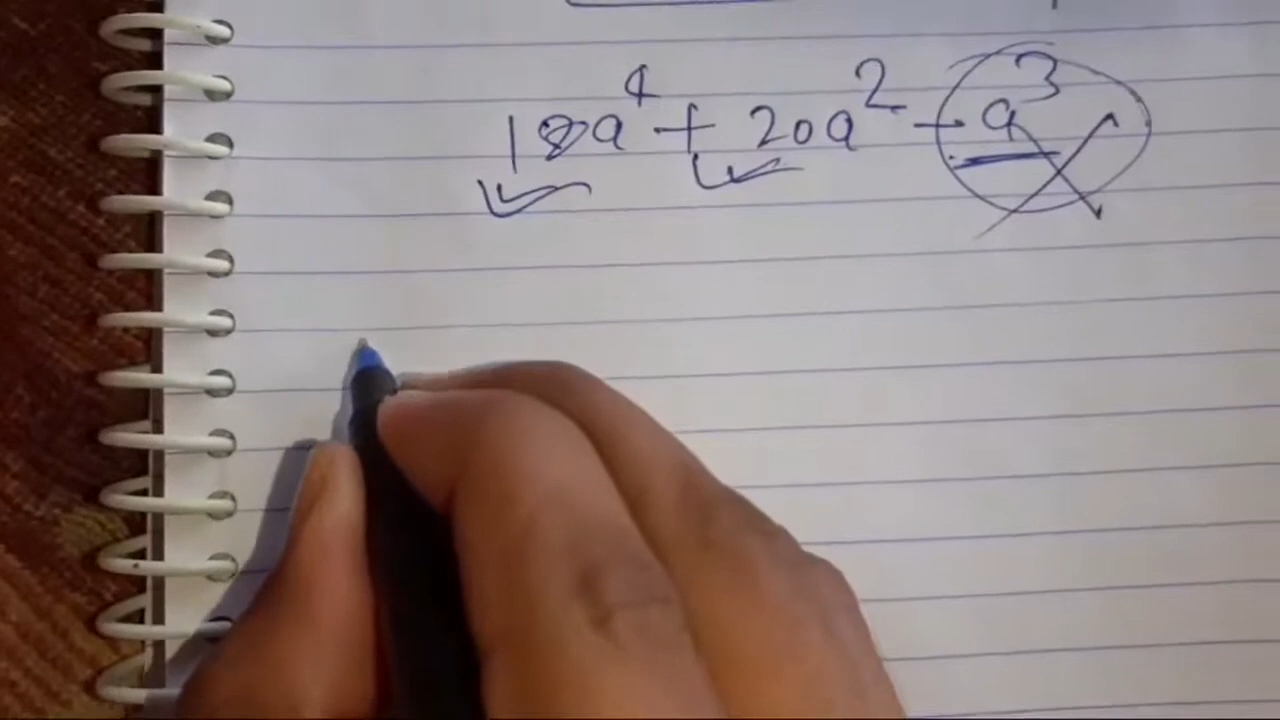 18a⁴ + 20a² - a³